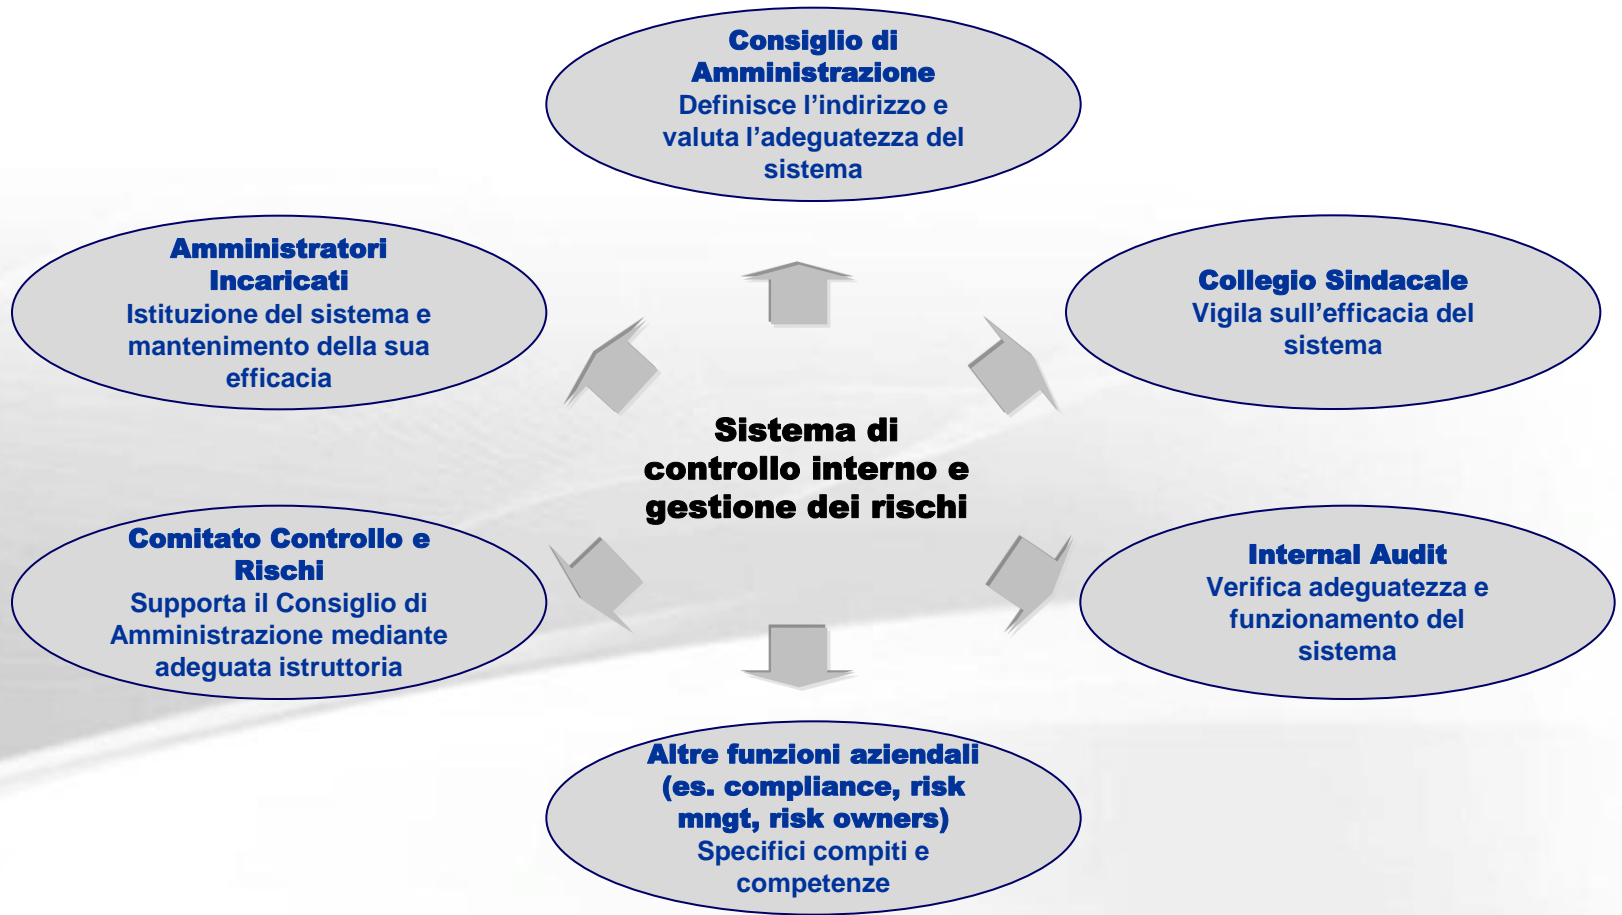 Consiglio di
Amministrazione
Definisce l’indirizzo e
valuta l’adeguatezza del
sistema
Amministratori
Incaricati
Istituzione del sistema e
mantenimento della sua
efficacia
Collegio Sindacale
Vigila sull’efficacia del
sistema
Sistema di
controllo interno e
gestione dei rischi
Comitato Controllo e
Rischi
Supporta il Consiglio di
Amministrazione mediante
adeguata istruttoria
Internal Audit
Verifica adeguatezza e
funzionamento del
sistema
Altre funzioni aziendali
(es. compliance, risk
mngt, risk owners)
Specifici compiti e
competenze